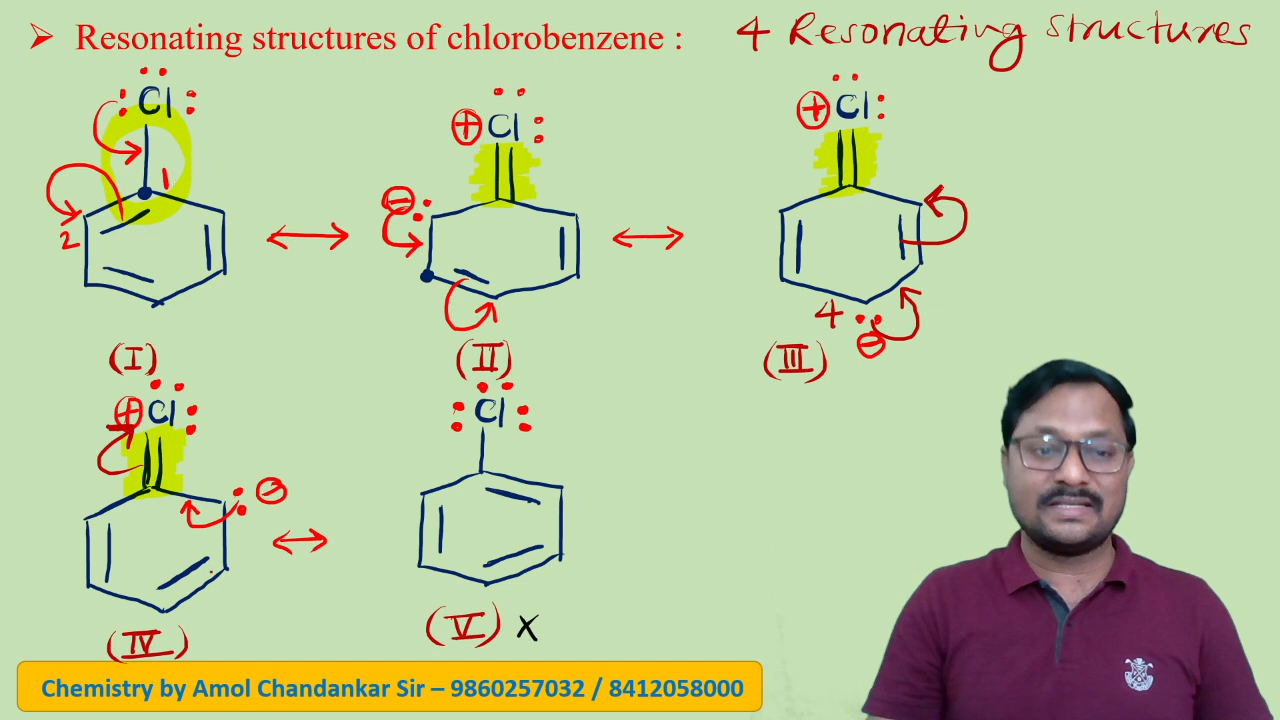 ➢ Resonating structures of chlorobenzene : 4 Resonating structures
Cl
1
2
(I)
⊕ Cl
⊖
(II)
⊕ Cl
4
⊖
(III)
⊕ Cl
⊖
(IV)
Cl
(V) X
Chemistry by Amol Chandankar Sir – 9860257032 / 8412058000